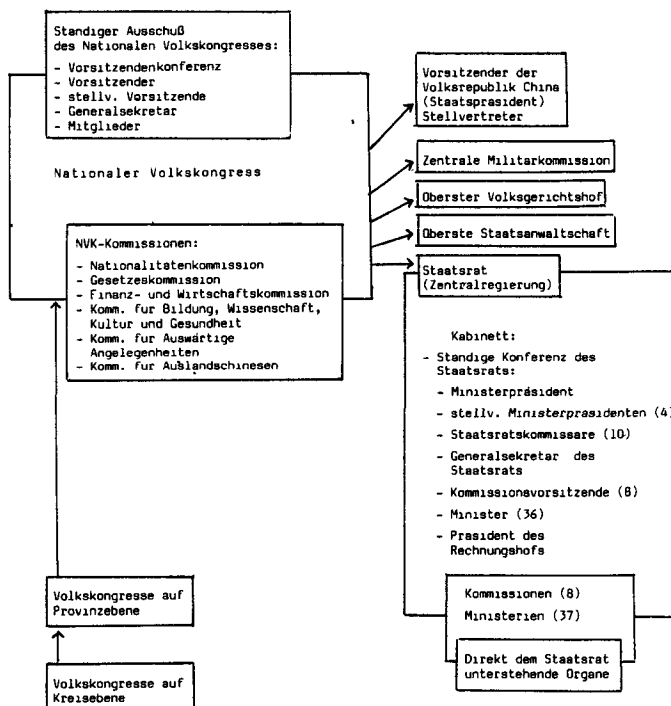 Standiger Ausschuß
des Nationalen Volkskongresses:
- Vorsitzendenkonferenz
- Vorsitzender
- stellv. Vorsitzende
- Generalsekretar
- Mitglieder
Nationaler Volkskongress
NVK-Kommissionen:
- Nationalitatenkommission
- Gesetzeskommission
- Finanz- und Wirtschaftskommission
- Komm. fur Bildung, Wissenschaft,
Kultur und Gesundheit
- Komm. fur Auswärtige
Angelegenheiten
- Komm. fur Auslandschinesen
Volkskongresse auf
Provinzebene
Volkskongresse auf
Kreisebene
Vorsitzender der
Volksrepublik China
(Staatsprasident)
Stellvertreter
Zentrale Militarkommission
Oberster Volksgerichtshof
Oberste Staatsanwaltschaft
Staatsrat
(Zentralregierung)
Kabinett:
- Standige Konferenz des
Staatsrats:
- Ministerpräsident
- stellv. Ministerprasidenten (4)
- Staatsratskommissare (10)
- Generalsekretar des
Staatsrats
- Kommissionsvorsitzende (8)
- Minister (36)
- Prasident des
Rechnungshofs
Kommissionen (8)
Ministerien (37)
Direkt dem Staatsrat
unterstehende Organe